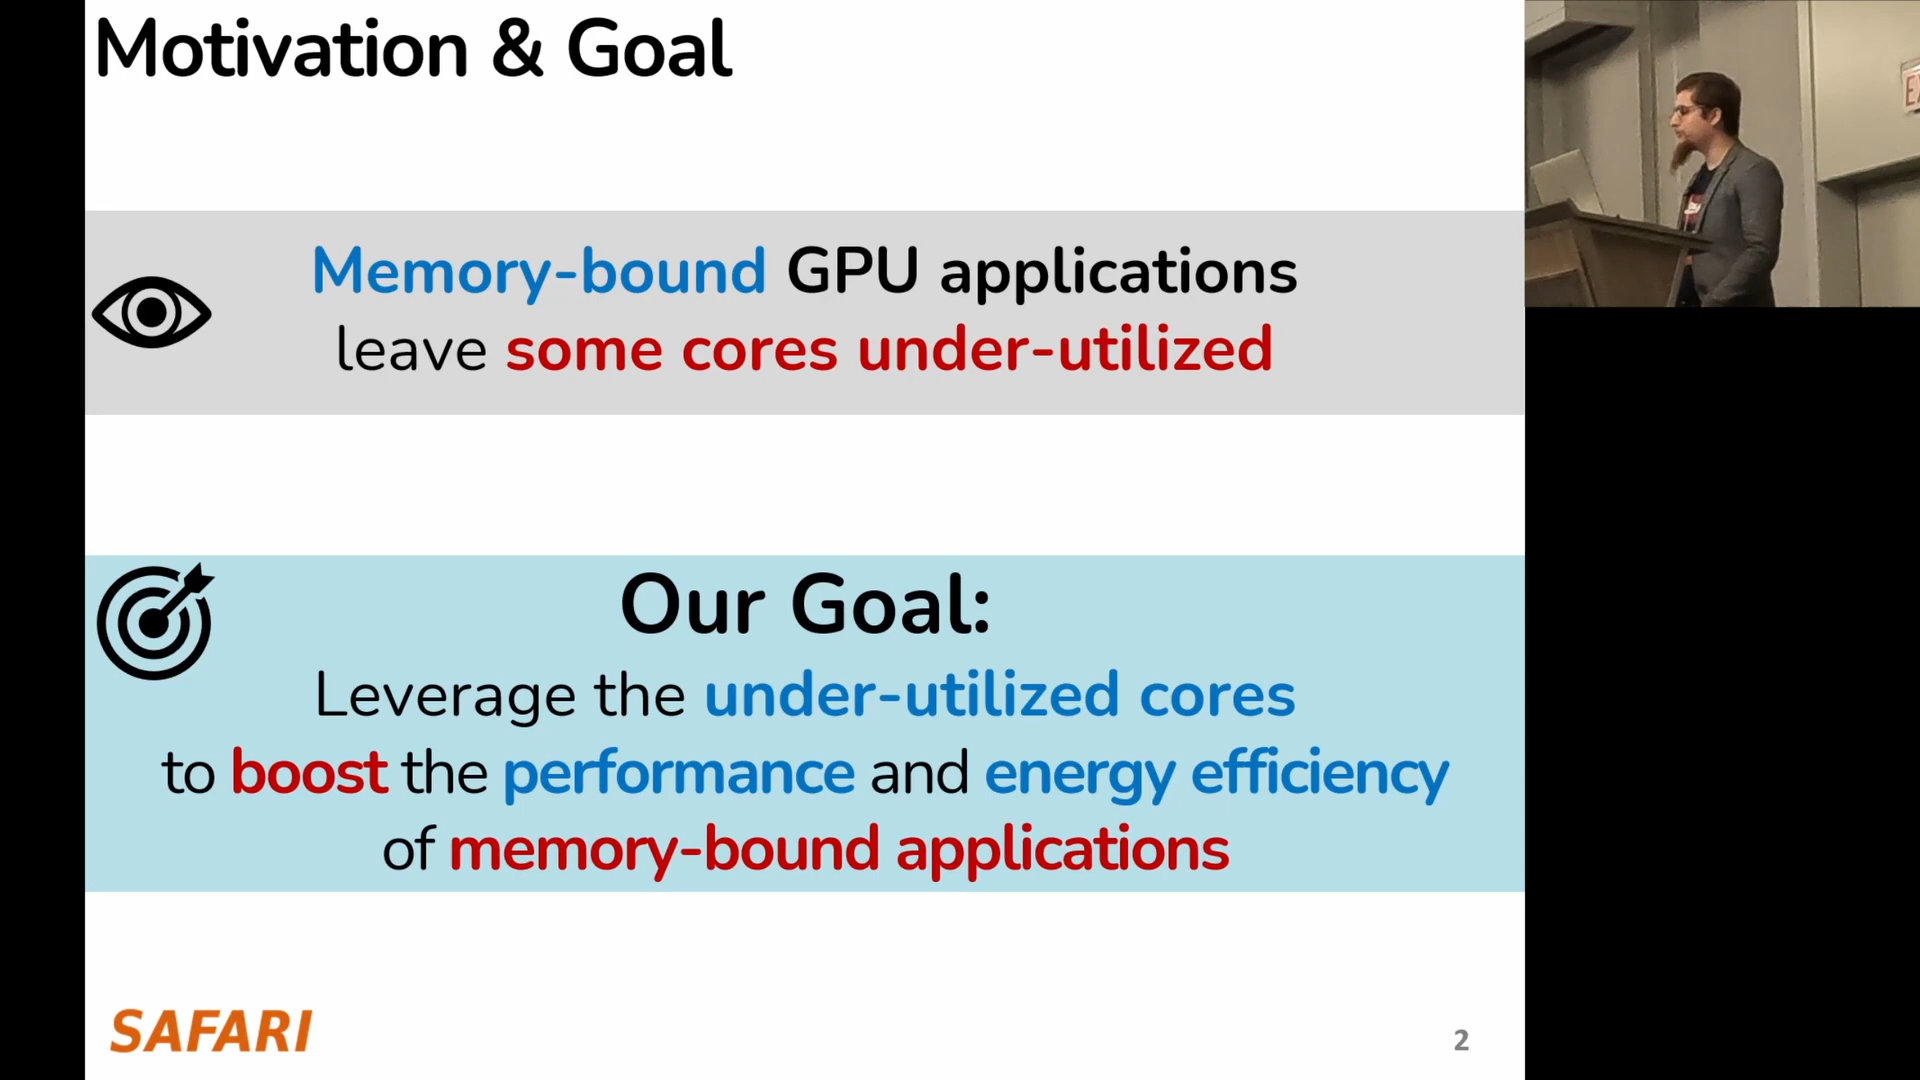 Motivation & Goal
Memory-bound GPU applications
leave some cores under-utilized
Our Goal:
Leverage the under-utilized cores
to boost the performance and energy efficiency
of memory-bound applications
SAFARI
2